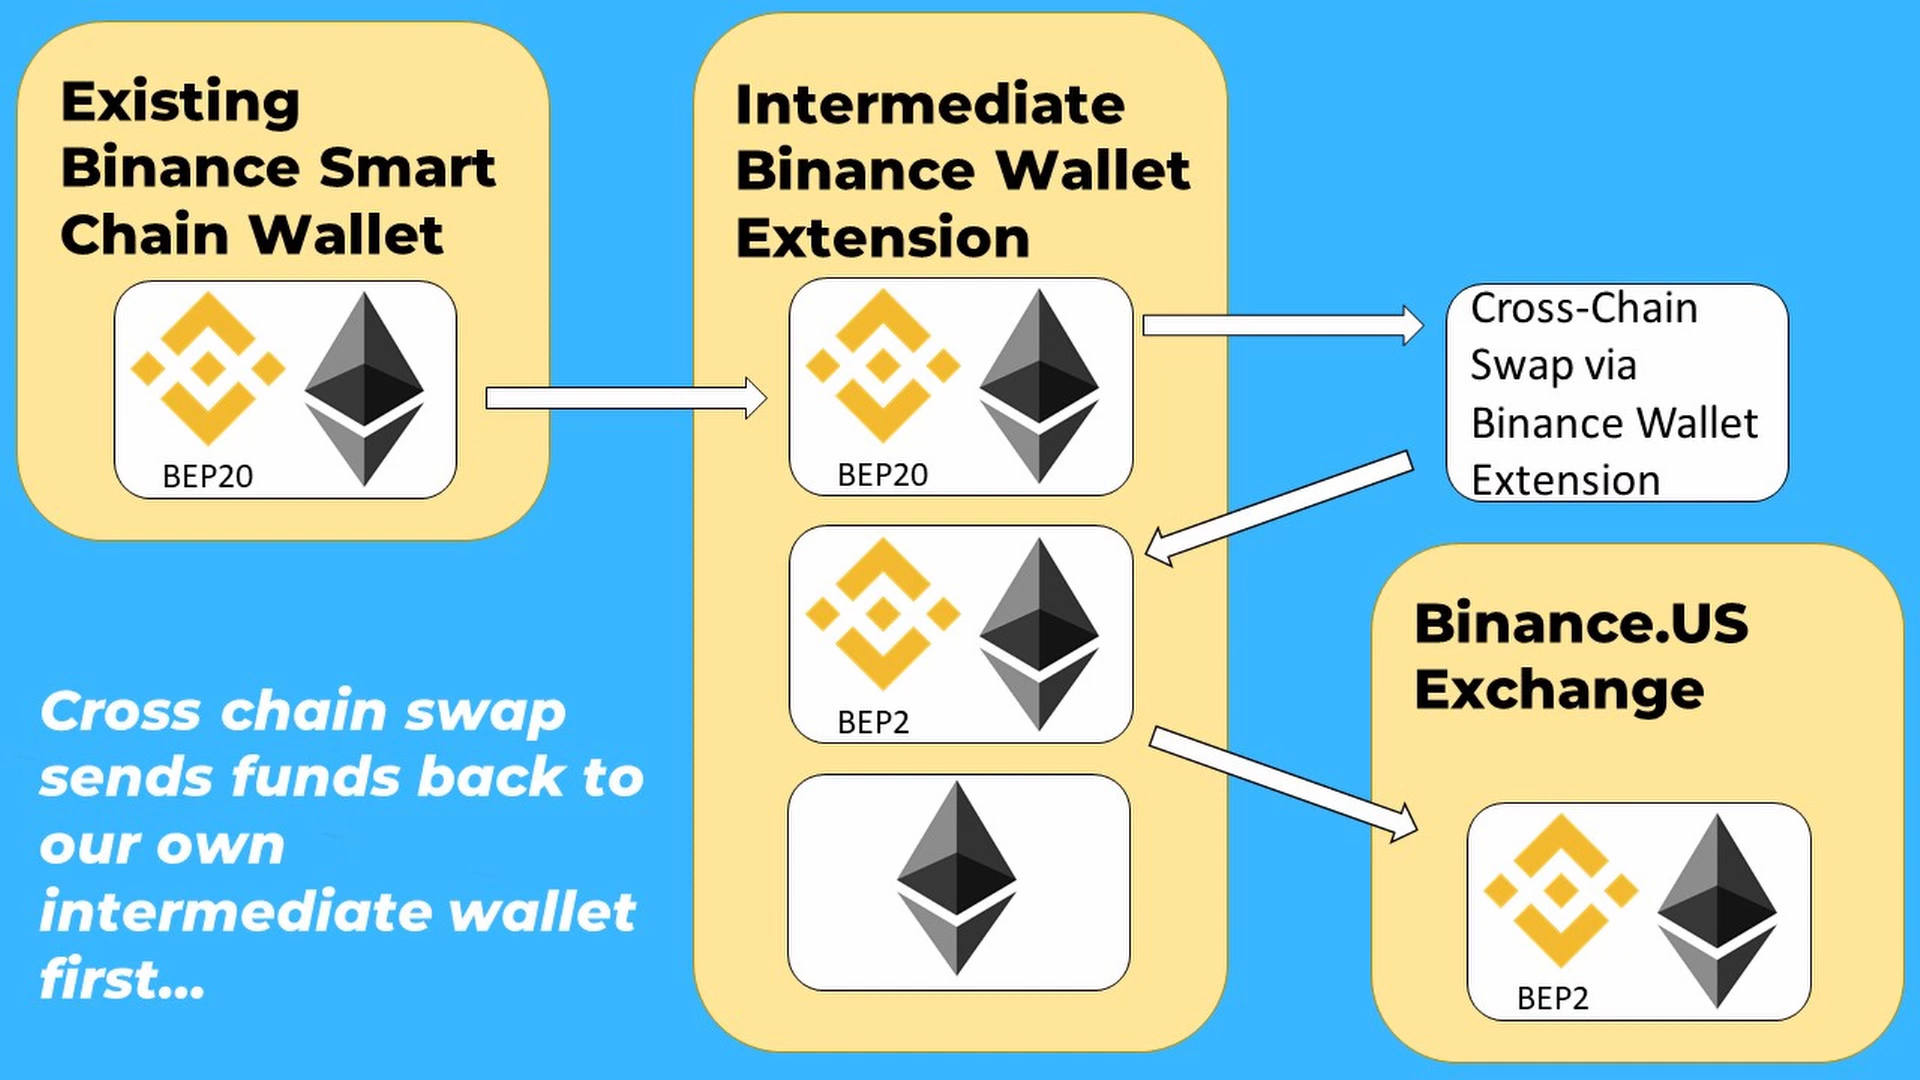 Existing
Binance Smart
Chain Wallet
BEP20
Intermediate
Binance Wallet
Extension
BEP20
BEP2
Cross-Chain
Swap via
Binance Wallet
Extension
Binance.US
Exchange
BEP2
Cross chain swap
sends funds back to
our own
intermediate wallet
first...